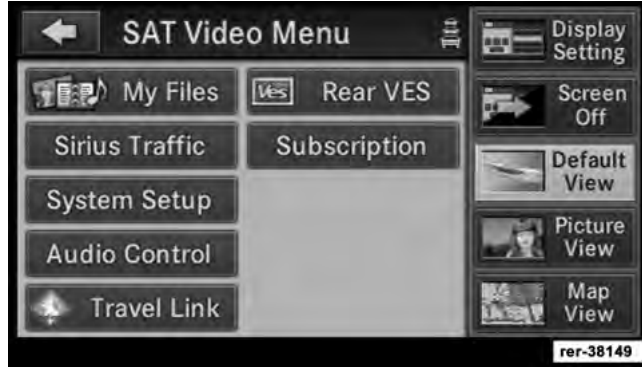 SAT Video Menu
My Files
Ves Rear VES
Sirius Traffic
Subscription
System Setup
Audio Control
Travel Link
Display
Setting
Screen
Off
Default
View
Picture
View
Map
View
rer-38149